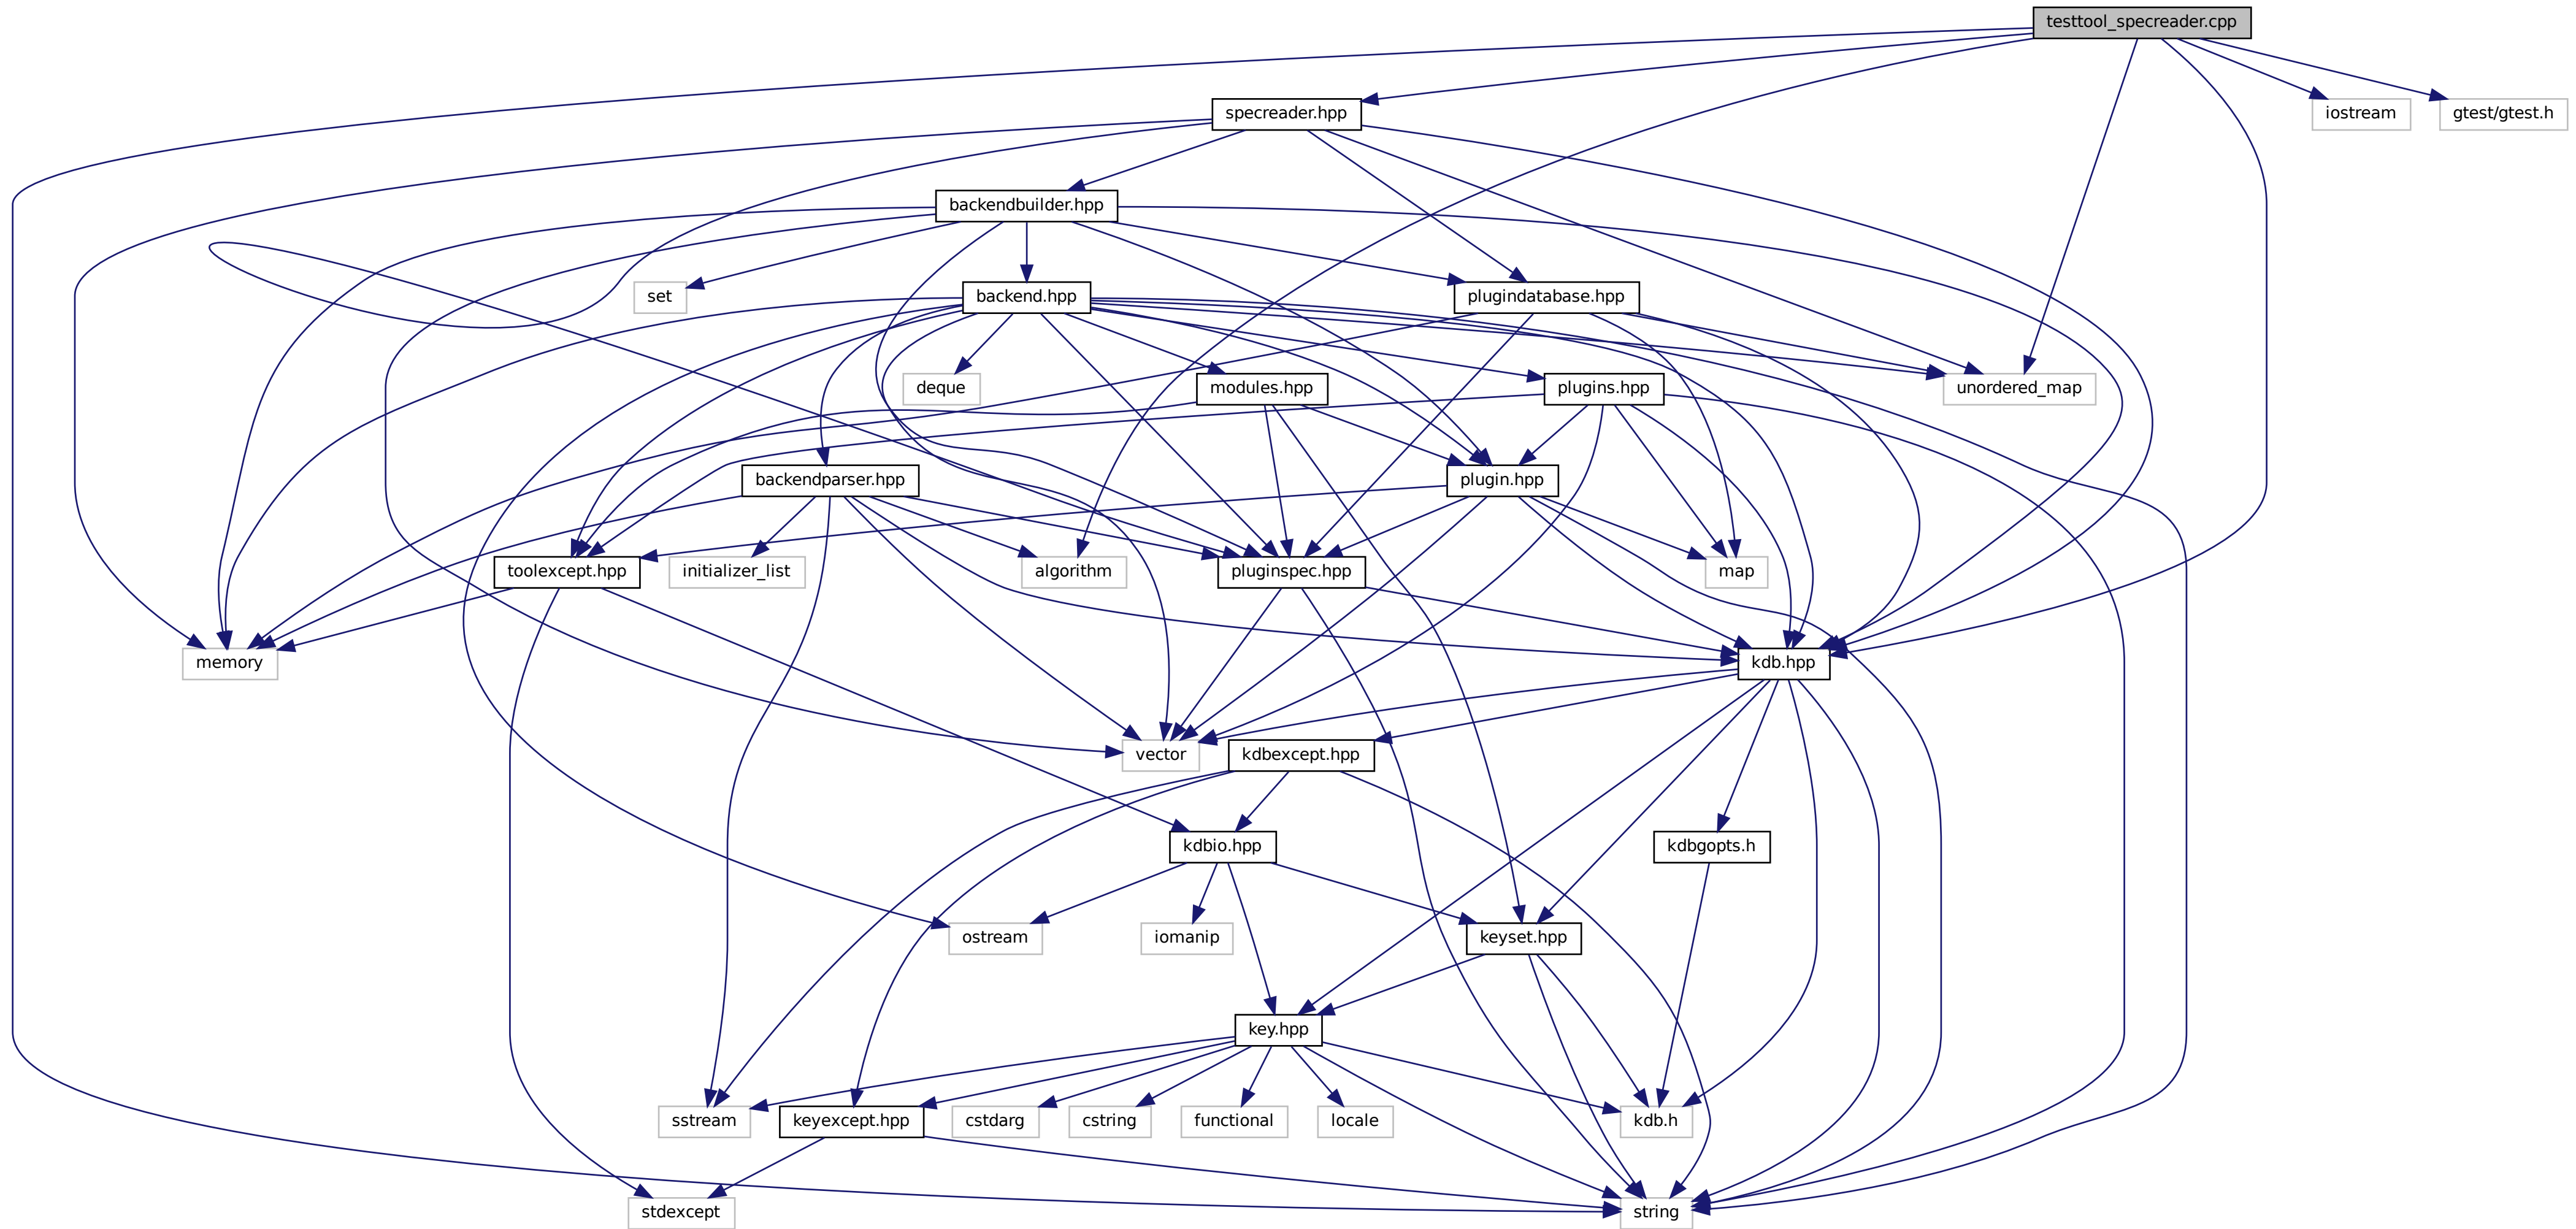 testtool_specreader.cpp
specreader.hpp
iostream
gtest/gtest.h
backendbuilder.hpp
set
backend.hpp
plugindatabase.hpp
deque
modules.hpp
plugins.hpp
unordered_map
backendparser.hpp
plugin.hpp
toolexcept.hpp
initializer_list
algorithm
pluginspec.hpp
map
memory
kdb.hpp
vector
kdbexcept.hpp
kdbio.hpp
kdbgopts.h
ostream
iomanip
keyset.hpp
key.hpp
sstream
keyexcept.hpp
cstdarg
cstring
functional
locale
kdb.h
stdexcept
string